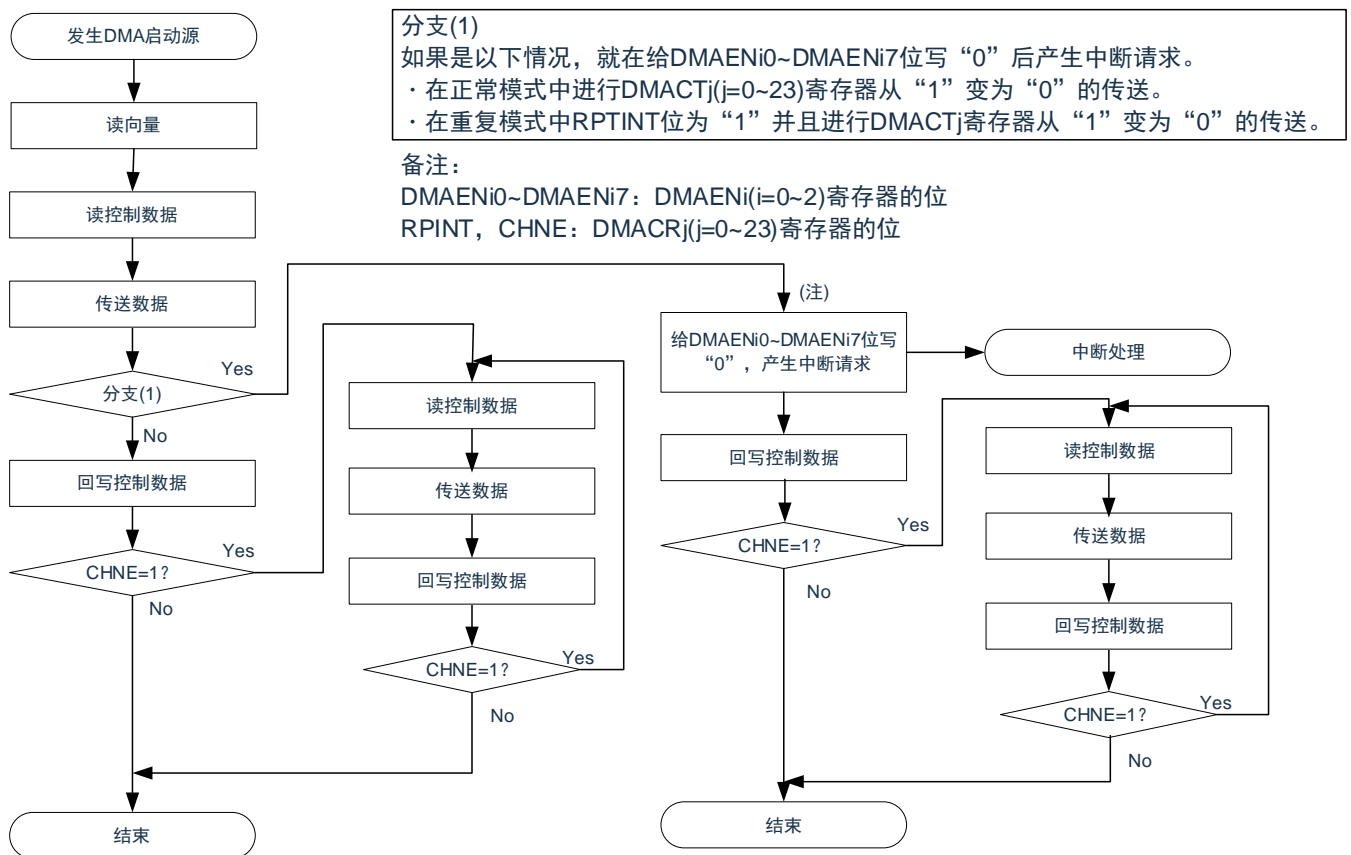 发生DMA启动源
读向量
读控制数据
传送数据
分支(1)
Yes
No
回写控制数据
CHNE=1?
Yes
No
结束
读控制数据
传送数据
回写控制数据
CHNE=1?
Yes
No
分支(1)
如果是以下情况，就在给DMAENi0~DMAENi7位写“0”后产生中断请求。
·在正常模式中进行DMACTj(j=0~23)寄存器从“1”变为“0”的传送。
·在重复模式中RPTINT位为“1”并且进行DMACTj寄存器从“1”变为“0”的传送。
备注：
DMAENi0~DMAENi7：DMAENi(i=0~2)寄存器的位
RPINT，CHNE：DMACRj(j=0~23)寄存器的位
(注)
给DMAENi0~DMAENi7位写
“0”，产生中断请求
中断处理
回写控制数据
CHNE=1?
Yes
No
结束
读控制数据
传送数据
回写控制数据
CHNE=1?
Yes
No